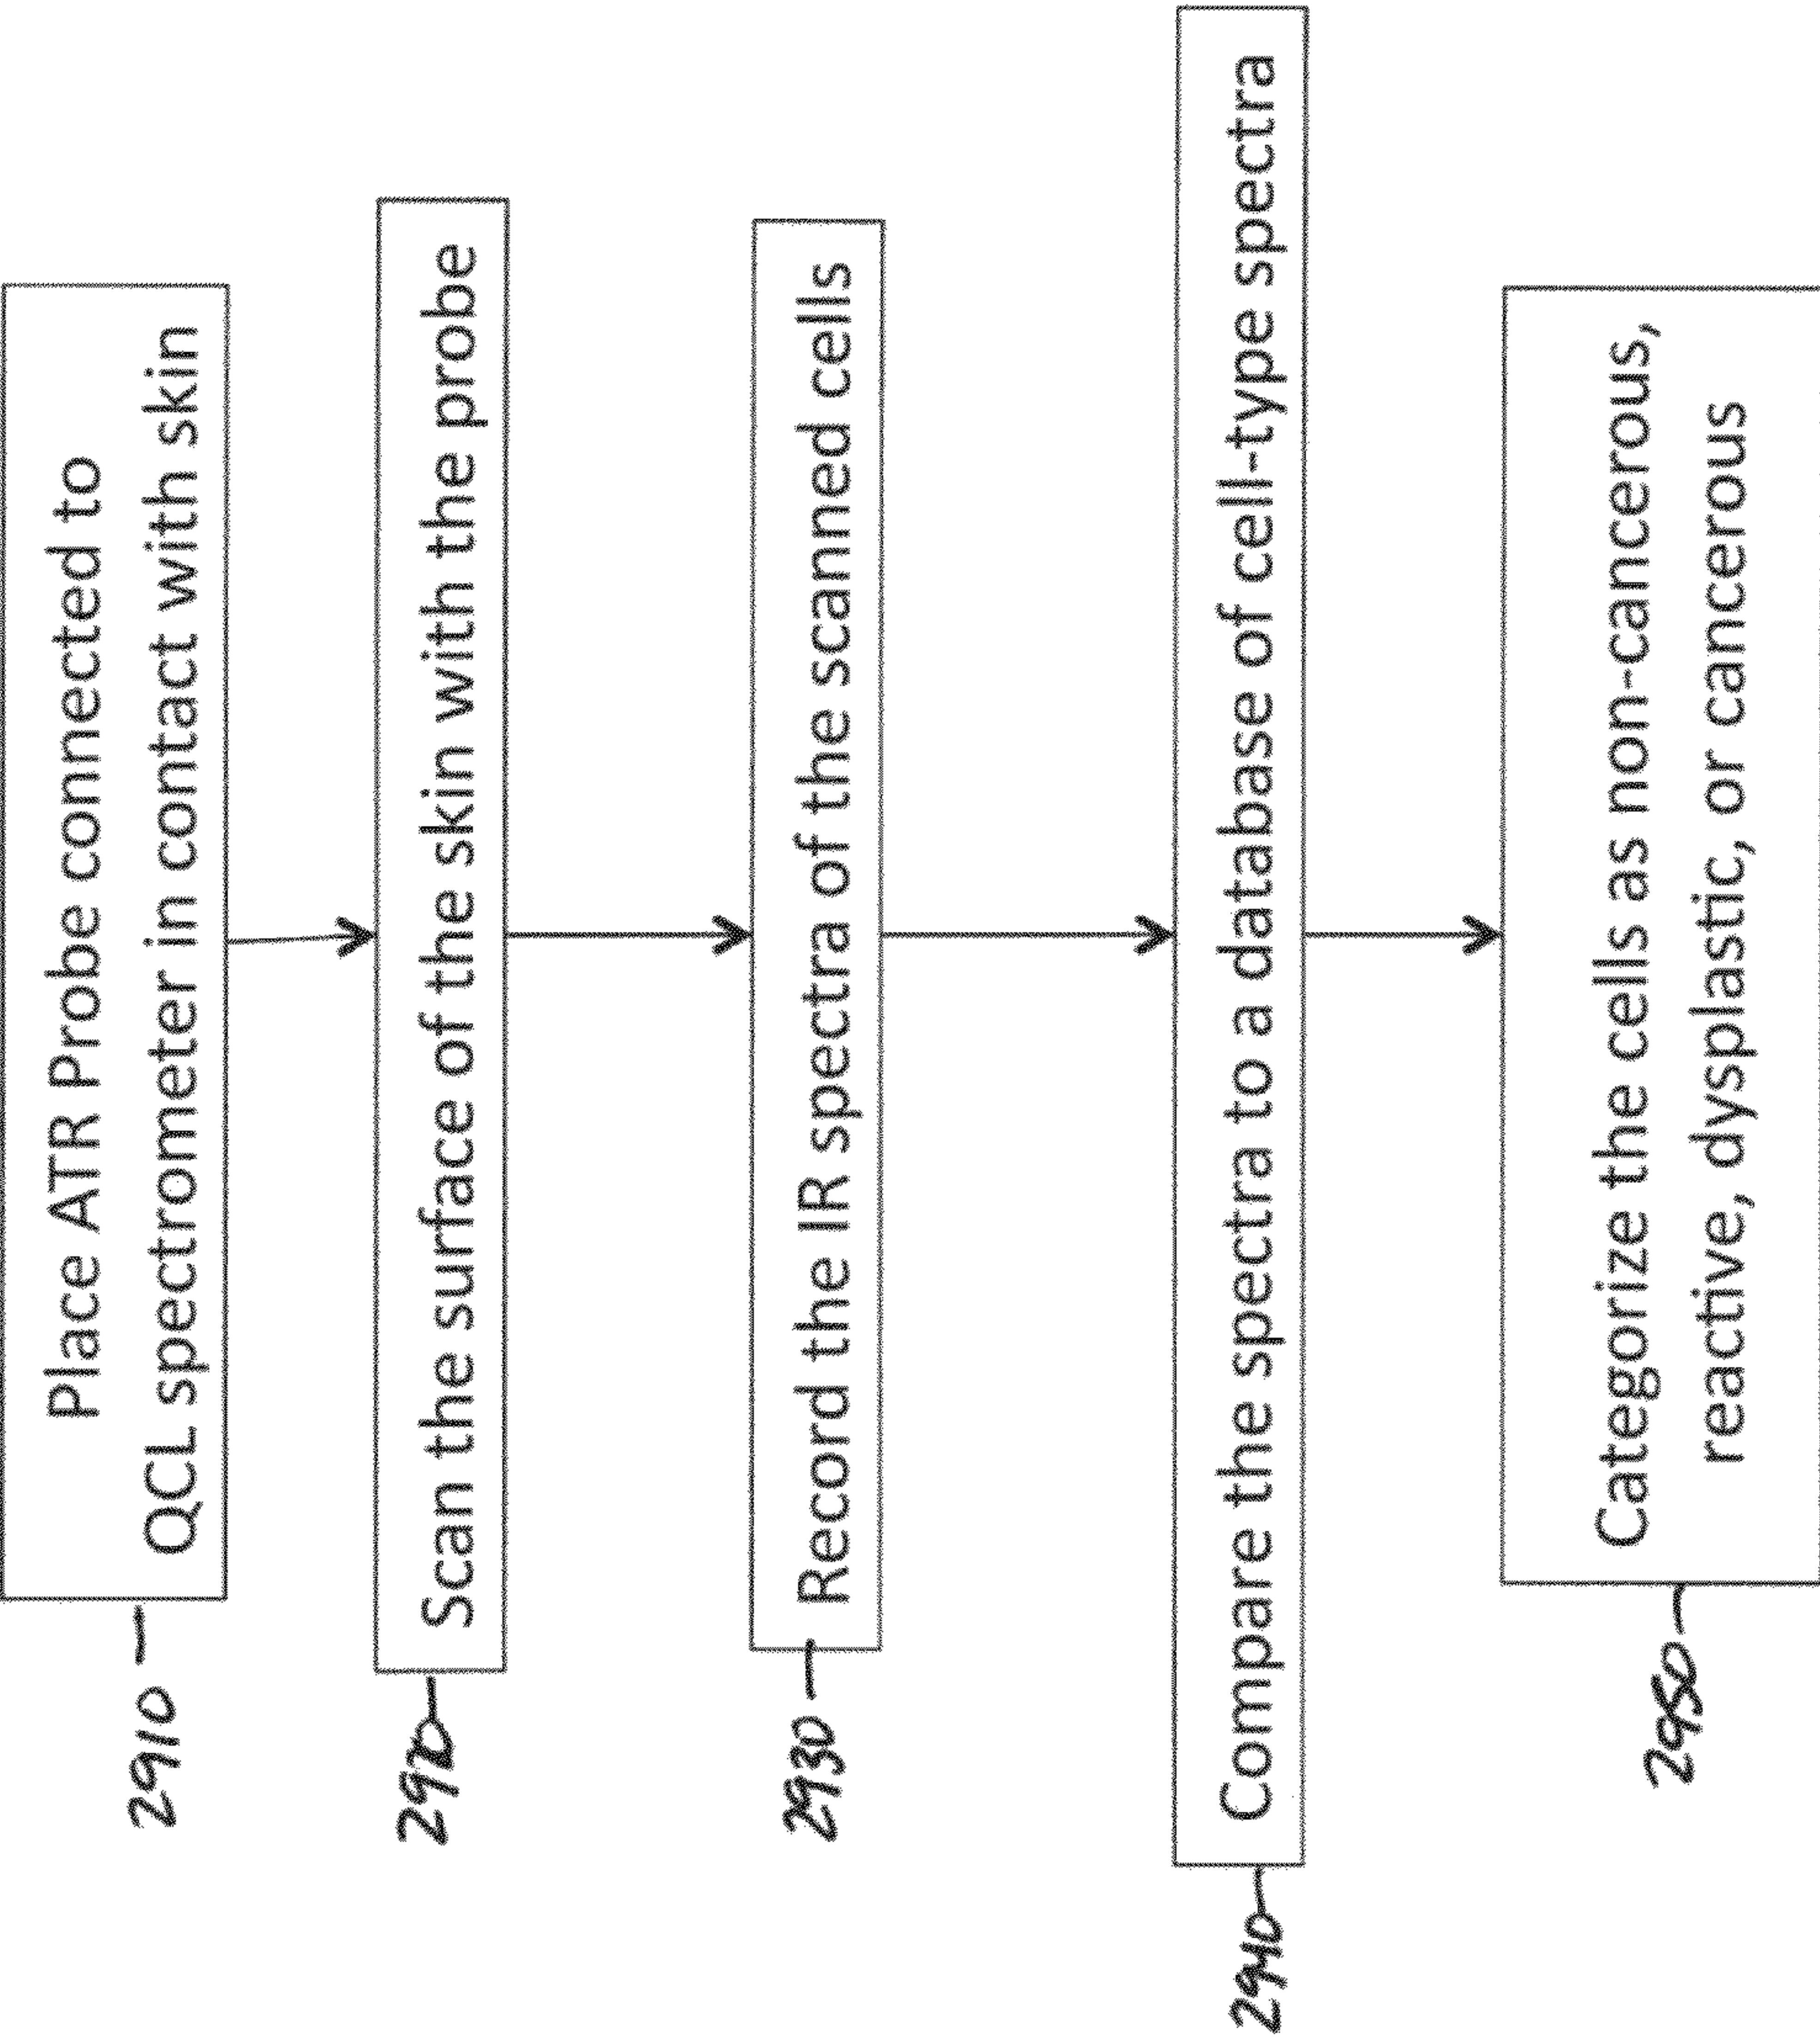 Place ATR Probe connected to
QCL spectrometer in contact with skin
2910
Scan the surface of the skin with the probe
2920
Record the IR spectra of the scanned cells
2930
Compare the spectra to a database of cell-type spectra
2940
Categorize the cells as non-cancerous,
reactive, dysplastic, or cancerous
2950